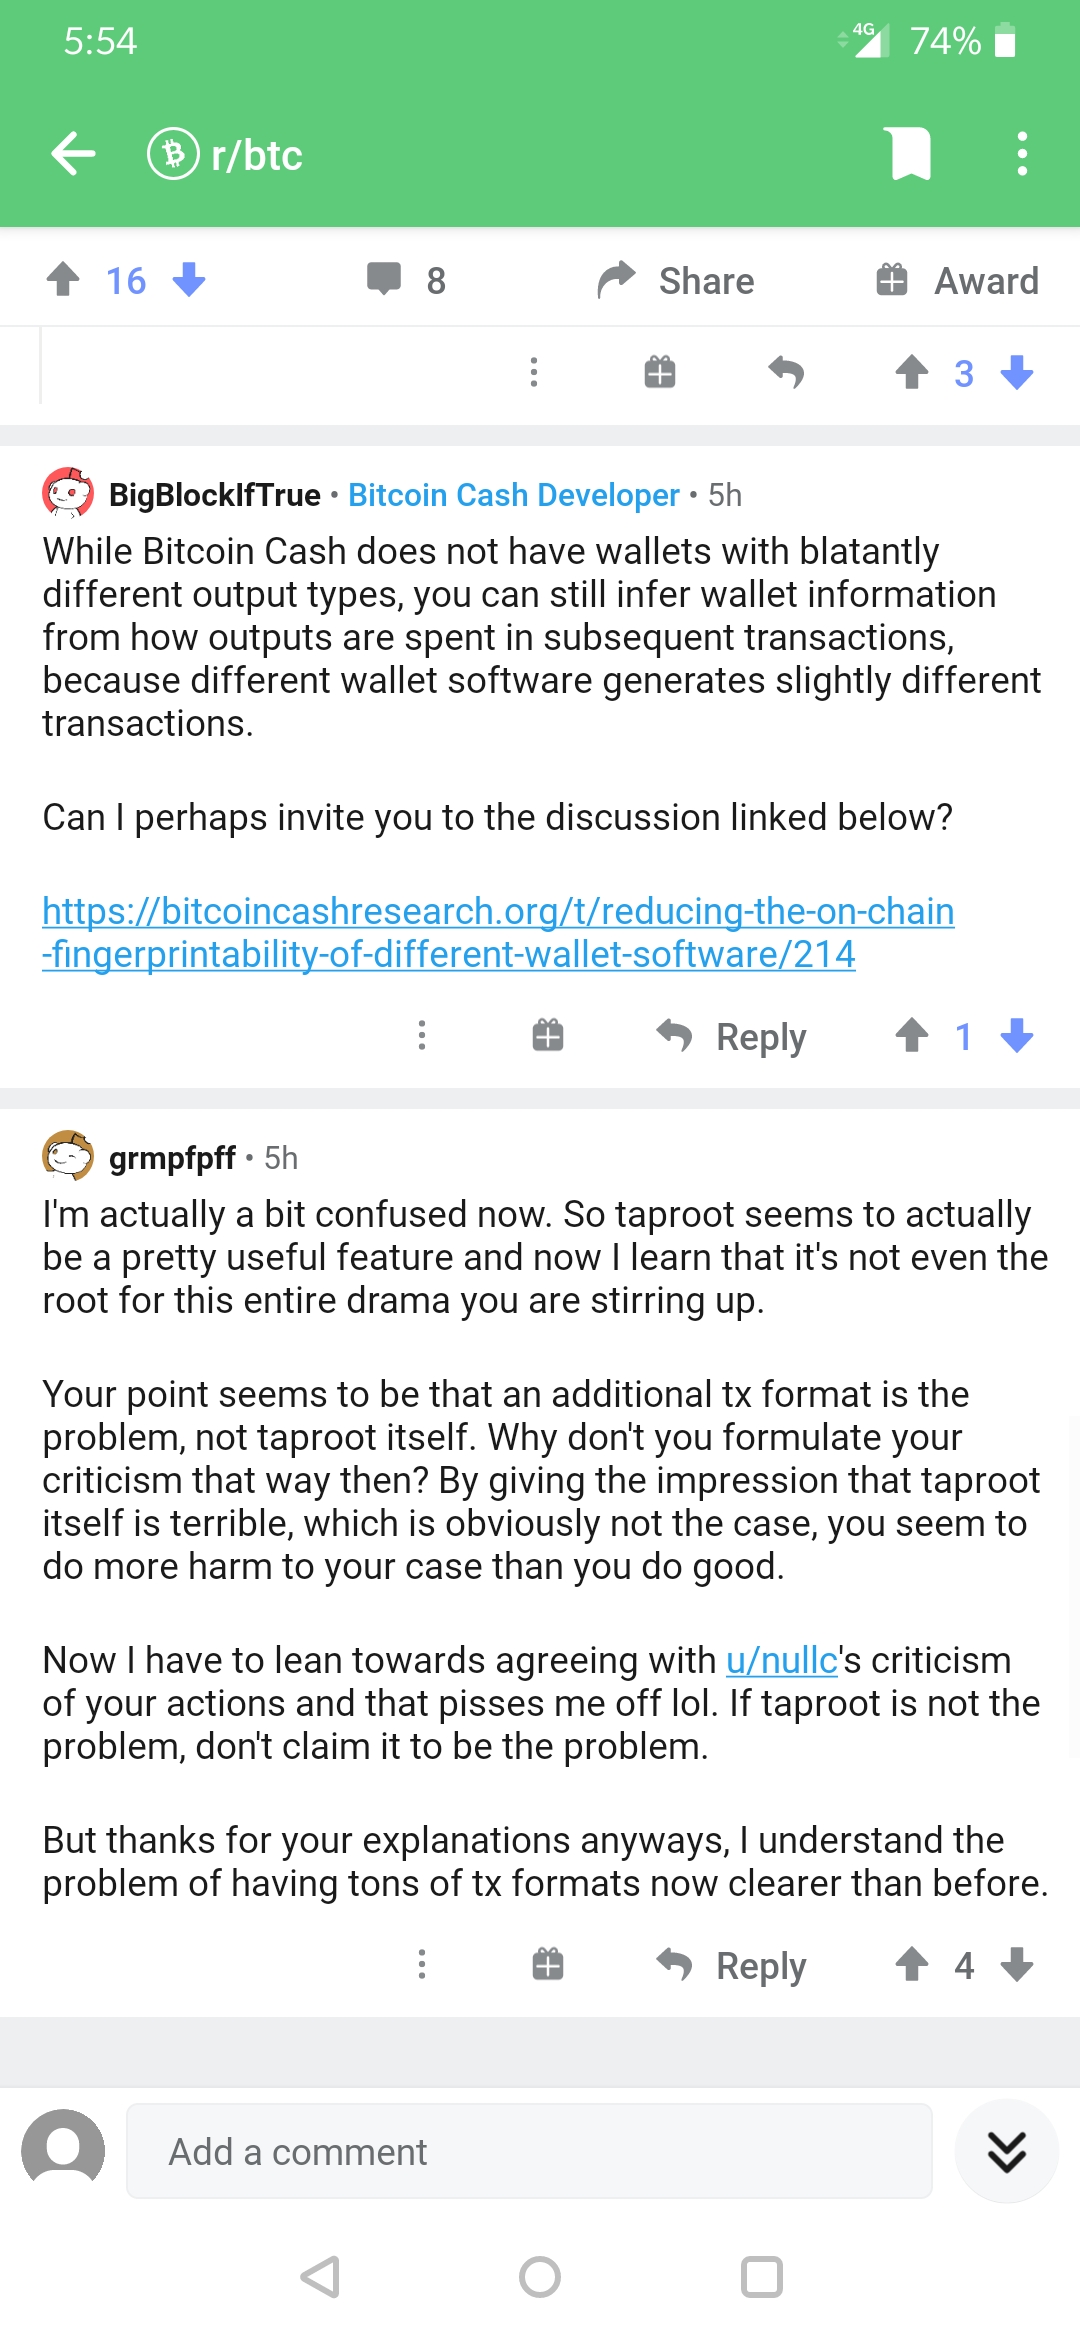 5:54
4G 74%
r/btc
16 8 Share Award
3
BigBlockIfTrue • Bitcoin Cash Developer • 5h
While Bitcoin Cash does not have wallets with blatantly
different output types, you can still infer wallet information
from how outputs are spent in subsequent transactions,
because different wallet software generates slightly different
transactions.
Can I perhaps invite you to the discussion linked below?
https://bitcoincashresearch.org/t/reducing-the-on-chain
-fingerprintability-of-different-wallet-software/214
Reply 1
grmpfpff • 5h
I'm actually a bit confused now. So taproot seems to actually
be a pretty useful feature and now I learn that it's not even the
root for this entire drama you are stirring up.
Your point seems to be that an additional tx format is the
problem, not taproot itself. Why don't you formulate your
criticism that way then? By giving the impression that taproot
itself is terrible, which is obviously not the case, you seem to
do more harm to your case than you do good.
Now I have to lean towards agreeing with u/nullc's criticism
of your actions and that pisses me off lol. If taproot is not the
problem, don't claim it to be the problem.
But thanks for your explanations anyways, I understand the
problem of having tons of tx formats now clearer than before.
Reply 4
Add a comment